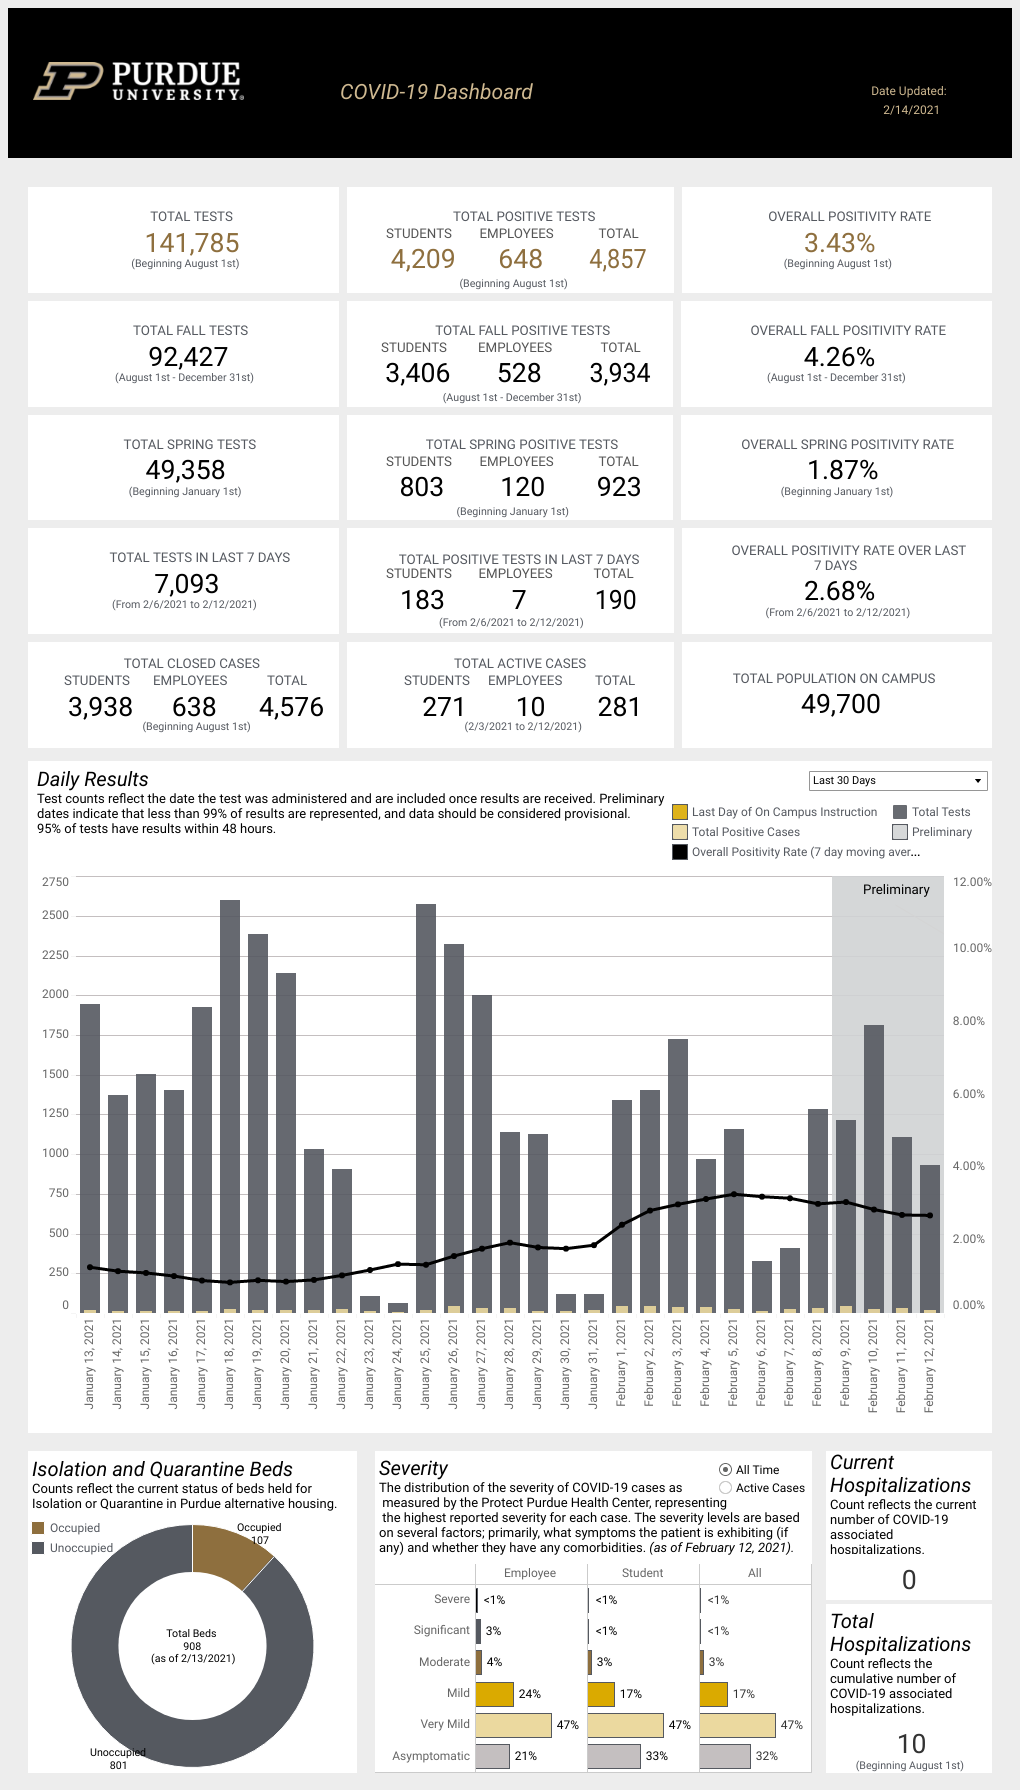 PURDUE
UNIVERSITY®
COVID-19 Dashboard
Date Updated:
2/14/2021
TOTAL TESTS
141,785
(Beginning August 1st)
TOTAL POSITIVE TESTS
STUDENTS EMPLOYEES TOTAL
4,209 648 4,857
(Beginning August 1st)
OVERALL POSITIVITY RATE
3.43%
(Beginning August 1st)
TOTAL FALL TESTS
92,427
(August 1st - December 31st)
TOTAL FALL POSITIVE TESTS
STUDENTS EMPLOYEES TOTAL
3,406 528 3,934
(August 1st - December 31st)
OVERALL FALL POSITIVITY RATE
4.26%
(August 1st - December 31st)
TOTAL SPRING TESTS
49,358
(Beginning January 1st)
TOTAL SPRING POSITIVE TESTS
STUDENTS EMPLOYEES TOTAL
803 120 923
(Beginning January 1st)
OVERALL SPRING POSITIVITY RATE
1.87%
(Beginning January 1st)
TOTAL TESTS IN LAST 7 DAYS
7,093
(From 2/6/2021 to 2/12/2021)
TOTAL POSITIVE TESTS IN LAST 7 DAYS
STUDENTS EMPLOYEES TOTAL
183 7 190
(From 2/6/2021 to 2/12/2021)
OVERALL POSITIVITY RATE OVER LAST
7 DAYS
2.68%
(From 2/6/2021 to 2/12/2021)
TOTAL CLOSED CASES
STUDENTS EMPLOYEES TOTAL
3,938 638 4,576
(Beginning August 1st)
TOTAL ACTIVE CASES
STUDENTS EMPLOYEES TOTAL
271 10 281
(2/3/2021 to 2/12/2021)
TOTAL POPULATION ON CAMPUS
49,700
Daily Results
Test counts reflect the date the test was administered and are included once results are received. Preliminary
dates indicate that less than 99% of results are represented, and data should be considered provisional.
95% of tests have results within 48 hours.
Last 30 Days
Last Day of On Campus Instruction
Total Tests
Total Positive Cases
Preliminary
Overall Positivity Rate (7 day moving aver...
Preliminary
2750
2500
2250
2000
1750
1500
1250
1000
750
500
250
0
12.00%
10.00%
8.00%
6.00%
4.00%
2.00%
0.00%
January 13, 2021
January 14, 2021
January 15, 2021
January 16, 2021
January 17, 2021
January 18, 2021
January 19, 2021
January 20, 2021
January 21, 2021
January 22, 2021
January 23, 2021
January 24, 2021
January 25, 2021
January 26, 2021
January 27, 2021
January 28, 2021
January 29, 2021
January 30, 2021
January 31, 2021
February 1, 2021
February 2, 2021
February 3, 2021
February 4, 2021
February 5, 2021
February 6, 2021
February 7, 2021
February 8, 2021
February 9, 2021
February 10, 2021
February 11, 2021
February 12, 2021
Isolation and Quarantine Beds
Counts reflect the current status of beds held for
Isolation or Quarantine in Purdue alternative housing.
Occupied
Unoccupied
Occupied
107
Total Beds
908
(as of 2/13/2021)
Unoccupied
801
Severity
All Time
Active Cases
The distribution of the severity of COVID-19 cases as
measured by the Protect Purdue Health Center, representing
the highest reported severity for each case. The severity levels are based
on several factors; primarily, what symptoms the patient is exhibiting (if
any) and whether they have any comorbidities. (as of February 12, 2021).
Employee Student All
Severe <1% <1% <1%
Significant 3% <1% <1%
Moderate 4% 3% 3%
Mild 24% 17% 17%
Very Mild 47% 47% 47%
Asymptomatic 21% 33% 32%
Current
Hospitalizations
Count reflects the current
number of COVID-19
associated
hospitalizations.
0
Total
Hospitalizations
Count reflects the
cumulative number of
COVID-19 associated
hospitalizations.
10
(Beginning August 1st)